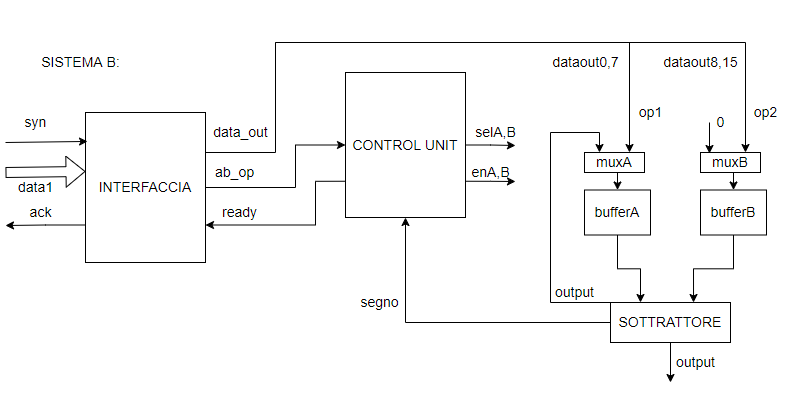 SISTEMA B:
dataout0,7
dataout8,15
syn
data_out
selA,B
op1
0
op2
CONTROL UNIT
muxA
muxB
ab_op
enA,B
data1
INTERFACCIA
ack
ready
bufferA
bufferB
segno
output
SOTTRATTORE
output